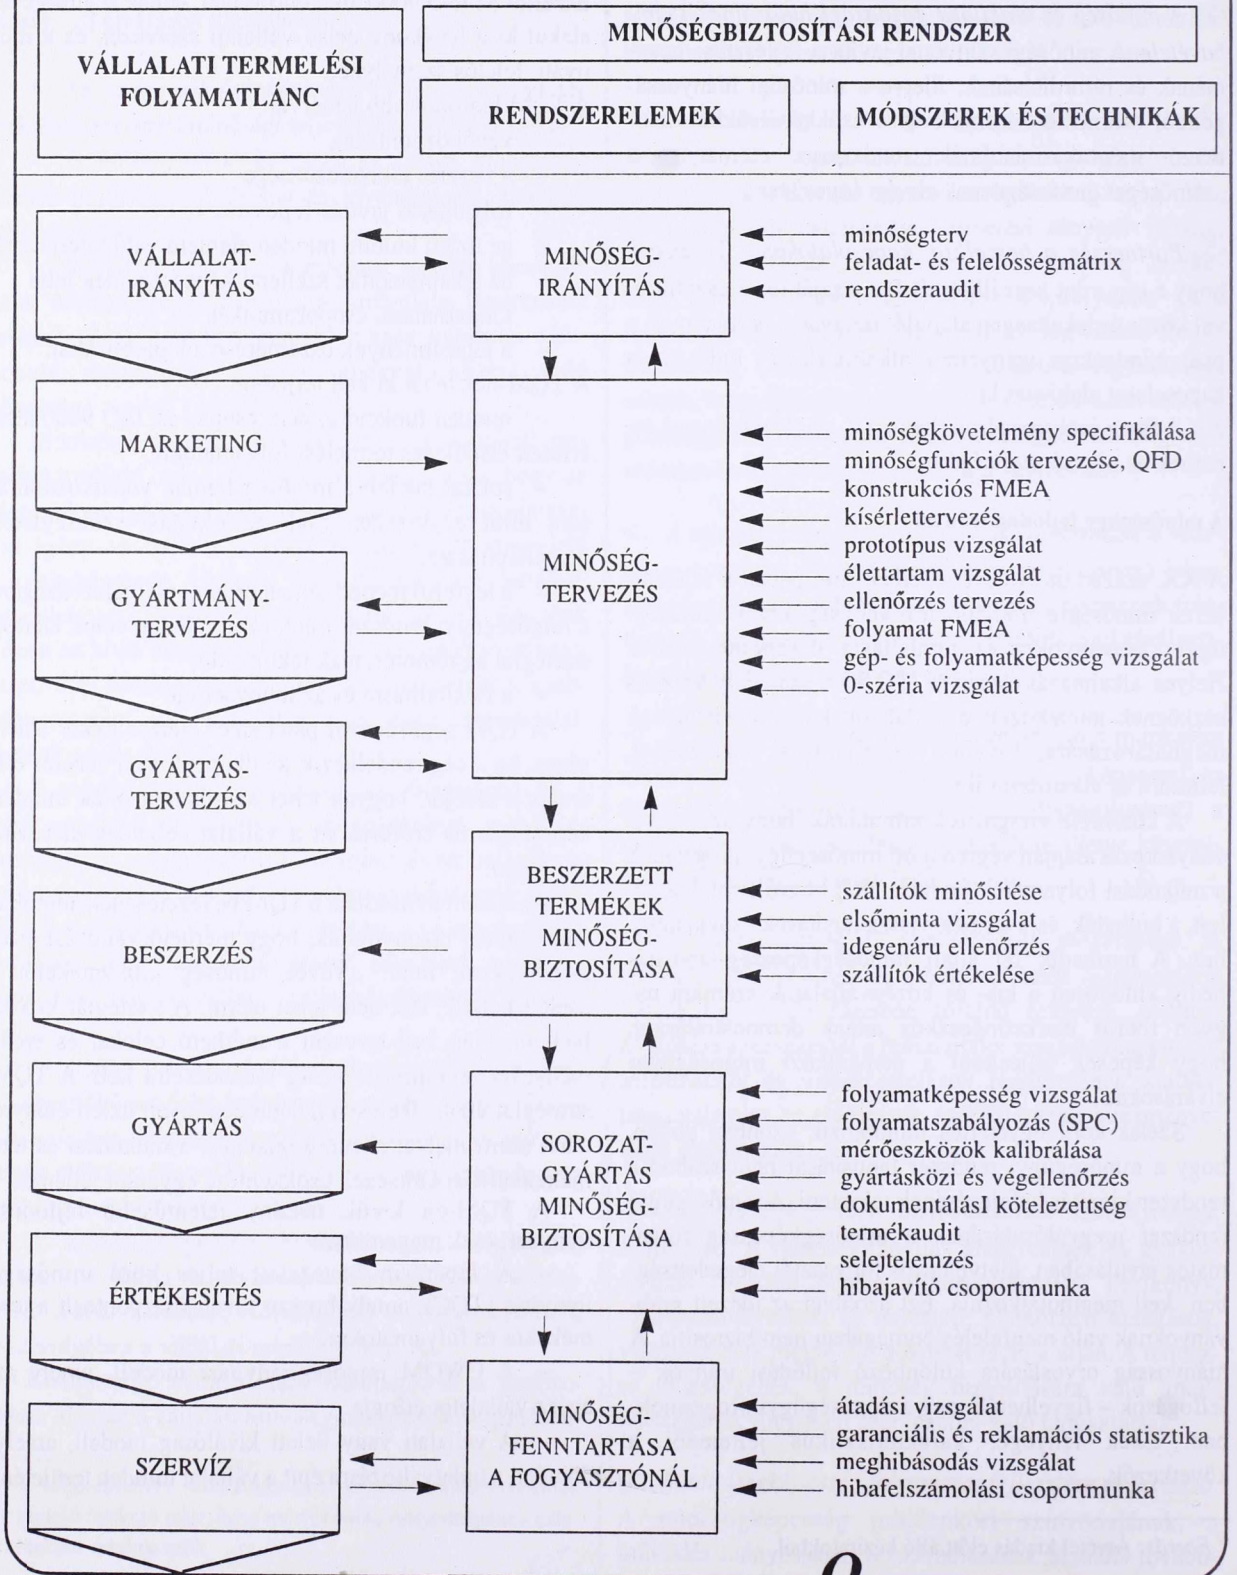 VÁLLALATI TERMELÉSI
FOLYAMATLÁNC
MINŐSÉGBIZTOSÍTÁSI RENDSZER
RENDSZERELEMEK
MÓDSZEREK ÉS TECHNIKÁK
VÁLLALAT-
IRÁNYÍTÁS
MINŐSÉG-
IRÁNYÍTÁS
minőségterv
feladat- és felelősségmátrix
rendszeraudit
MARKETING
GYÁRTMÁNY-
TERVEZÉS
GYÁRTÁS-
TERVEZÉS
MINŐSÉG-
TERVEZÉS
minőségkövetelmény specifikálása
minőségfunkciók tervezése, QFD
konstrukciós FMEA
kísérlettervezés
prototípus vizsgálat
élettartam vizsgálat
ellenőrzés tervezés
folyamat FMEA
gép- és folyamatképesség vizsgálat
0-széria vizsgálat
BESZERZÉS
BESZERZETT
TERMÉKEK
MINŐSÉG-
BIZTOSÍTÁSA
szállítók minősítése
elsőminta vizsgálat
idegenáru ellenőrzés
szállítók értékelése
GYÁRTÁS
ÉRTÉKESÍTÉS
SOROZAT-
GYÁRTÁS
MINŐSÉG-
BIZTOSÍTÁSA
folyamatképesség vizsgálat
folyamatszabályozás (SPC)
mérőeszközök kalibrálása
gyártásközi és végellenőrzés
dokumentálási kötelezettség
termékaudit
selejtelemzés
hibajavító csoportmunka
SZERVÍZ
MINŐSÉG-
FENNTARTÁSA
A FOGYASZTÓNÁL
átadási vizsgálat
garanciális és reklamációs statisztika
meghibásodás vizsgálat
hibafelszámolási csoportmunka